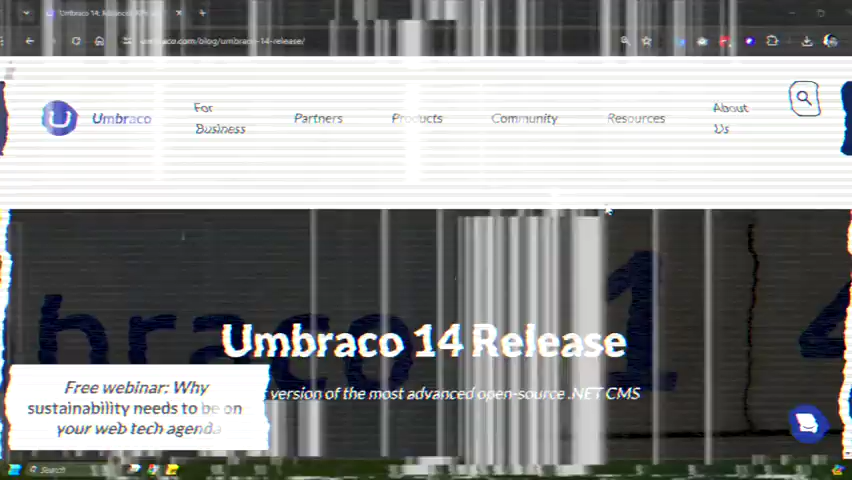 umbraco.com/blog/umbraco-14-release/
Umbraco
For
Business
Partners
Products
Community
Resources
About
Us
braco 14
Umbraco 14 Release
version of the most advanced open-source .NET CMS
Free webinar: Why
sustainability needs to be on
your web tech agenda
Search